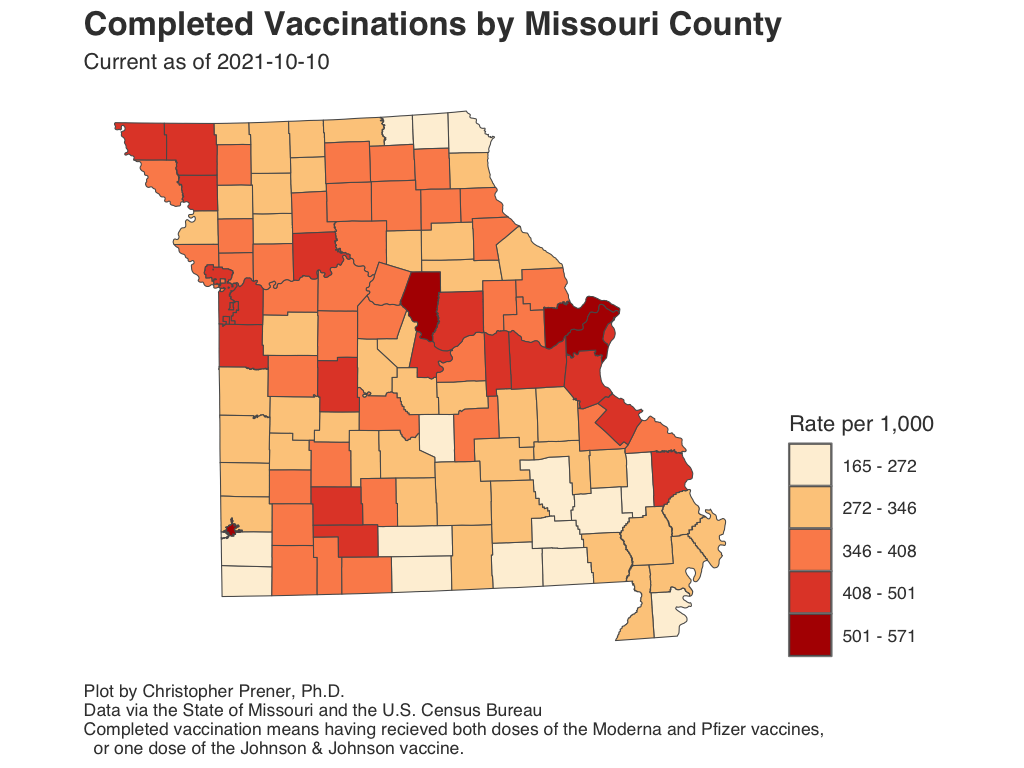 Completed Vaccinations by Missouri County
Current as of 2021-10-10
Rate per 1,000
165 - 272
272 - 346
346 - 408
408 - 501
501 - 571
Plot by Christopher Prener, Ph.D.
Data via the State of Missouri and the U.S. Census Bureau
Completed vaccination means having recieved both doses of the Moderna and Pfizer vaccines,
or one dose of the Johnson & Johnson vaccine.